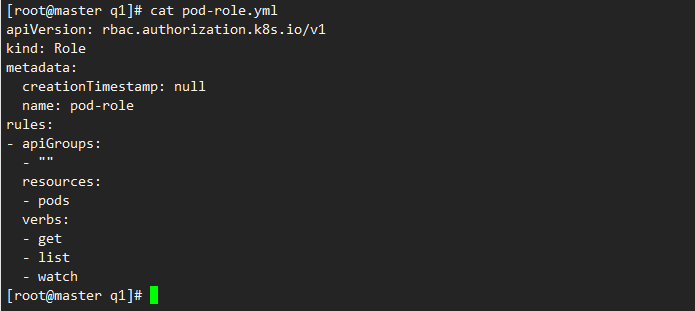 [root@master q1]# cat pod-role.yml
apiVersion: rbac.authorization.k8s.io/v1
kind: Role
metadata:
  creationTimestamp: null
  name: pod-role
rules:
- apiGroups:
  - ""
  resources:
  - pods
  verbs:
  - get
  - list
  - watch
[root@master q1]#